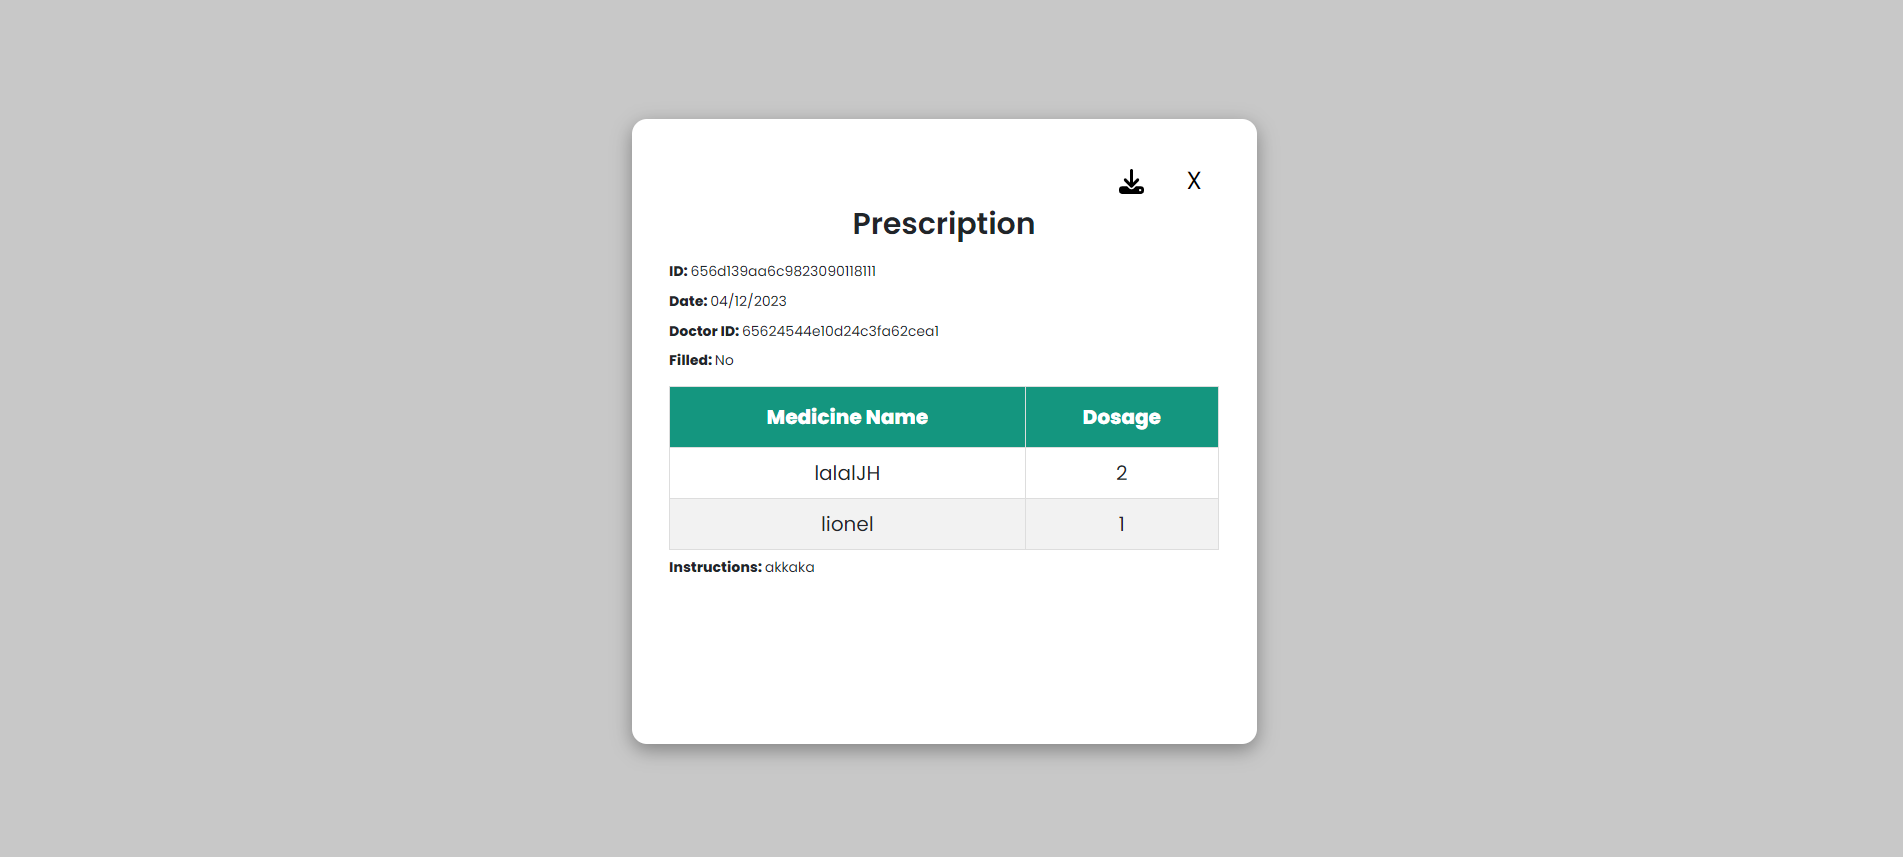 X
Prescription
ID: 656d139aa6c9823090118111
Date: 04/12/2023
Doctor ID: 65624544e10d24c3fa62cea1
Filled: No
Medicine Name Dosage
lalalJH 2
lionel 1
Instructions: akkaka